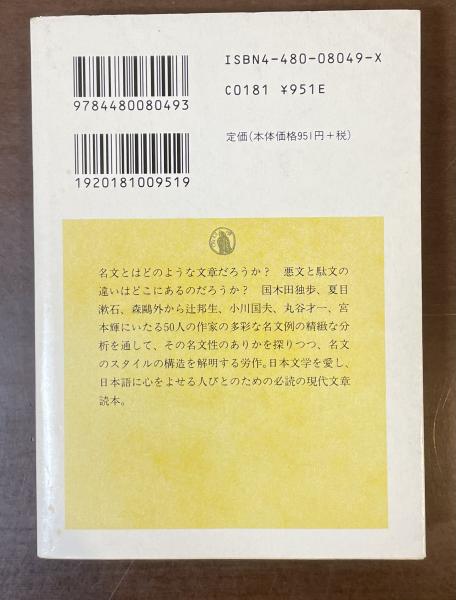 ISBN4-480-08049-X
9784480080493
C0181 ¥951E
定価(本体価格951円+税)
1920181009519
名文とはどのような文章だろうか? 悪文と駄文の
違いはどこにあるのだろうか? 国木田独歩、夏目
漱石、森鷗外から辻邦生、小川国夫、丸谷才一、宮
本輝にいたる50人の作家の多彩な名文例の精緻な分
析を通して、その名文性のありかを探りつつ、名文
のスタイルの構造を解明する労作。日本文学を愛し、
日本語に心をよせる人びとのための必読の現代文章
読本。